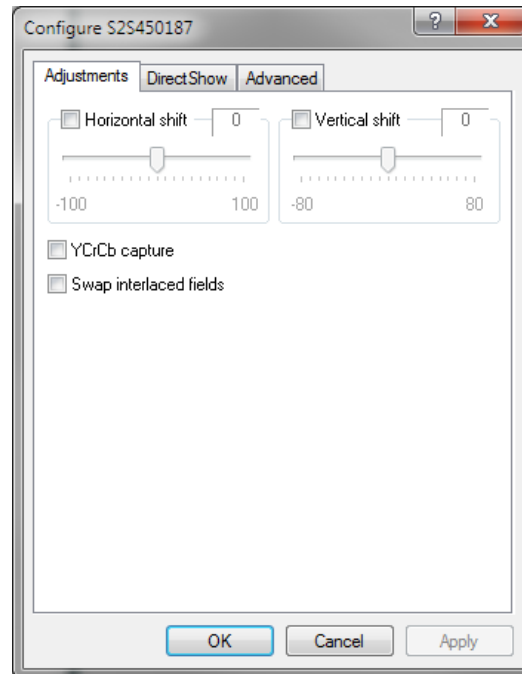 Configure S2S450187
?
X
Adjustments DirectShow Advanced
Horizontal shift 0 Vertical shift 0
-100 100 -80 80
YCrCb capture
Swap interlaced fields
OK Cancel Apply